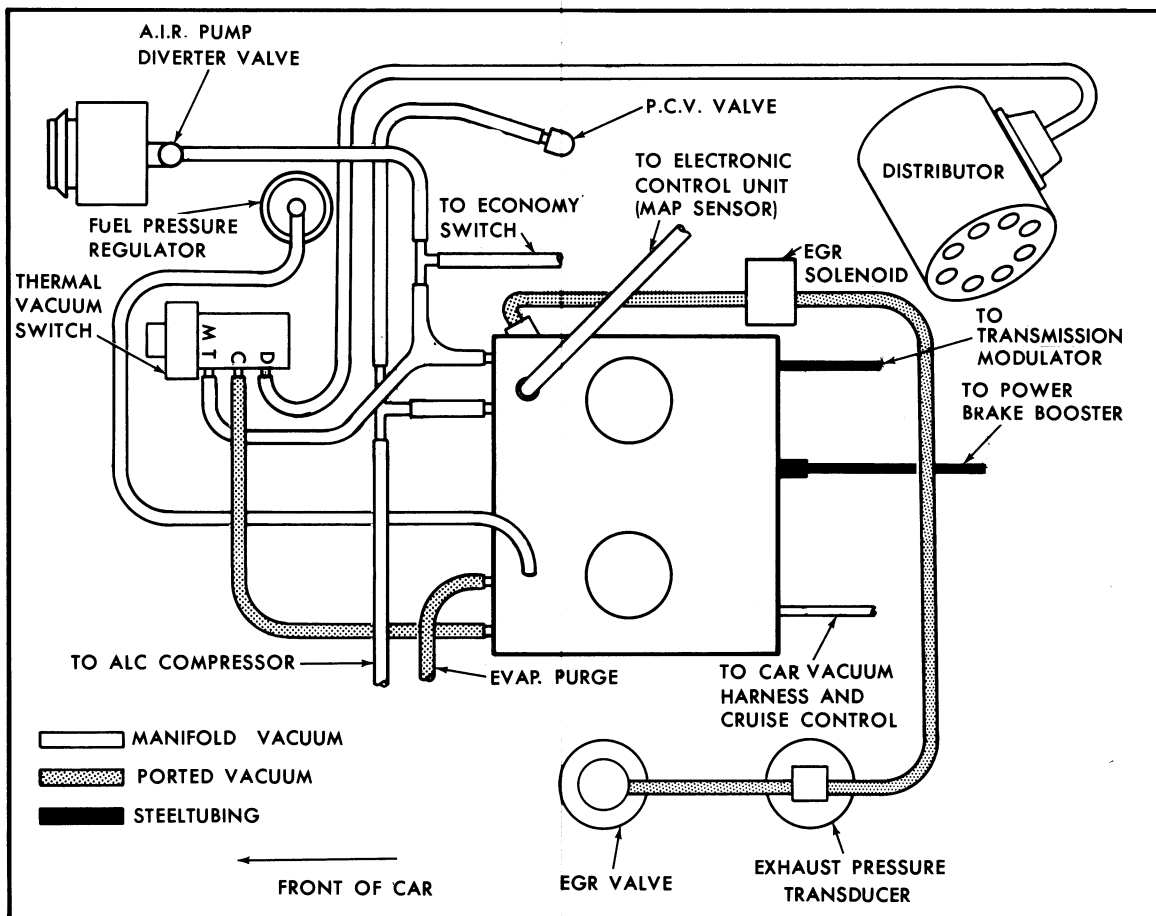 A.I.R. PUMP
DIVERTER VALVE
P.C.V. VALVE
TO ELECTRONIC
CONTROL UNIT
(MAP SENSOR)
DISTRIBUTOR
FUEL PRESSURE
REGULATOR
TO ECONOMY
SWITCH
EGR
SOLENOID
THERMAL
VACUUM
SWITCH
M T C D
TO
TRANSMISSION
MODULATOR
TO POWER
BRAKE BOOSTER
TO ALC COMPRESSOR
EVAP. PURGE
TO CAR VACUUM
HARNESS AND
CRUISE CONTROL
MANIFOLD VACUUM
PORTED VACUUM
STEELTUBING
FRONT OF CAR
EGR VALVE
EXHAUST PRESSURE
TRANSDUCER